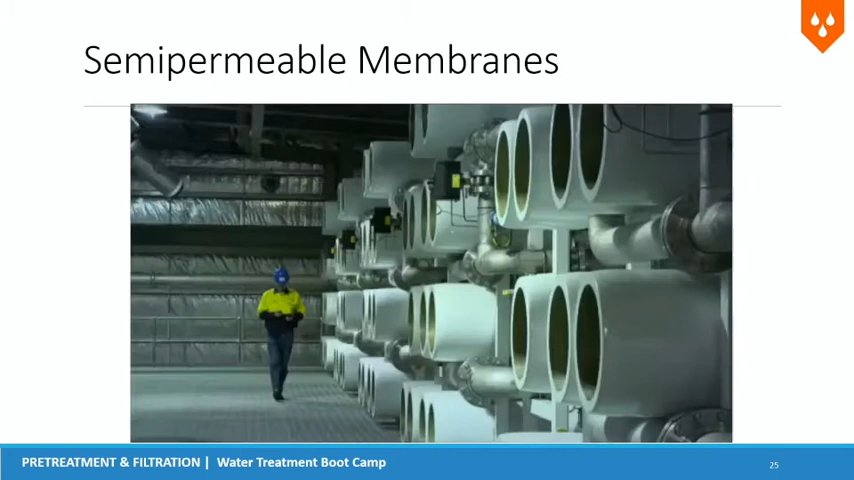 Semipermeable Membranes
PRETREATMENT & FILTRATION | Water Treatment Boot Camp
25